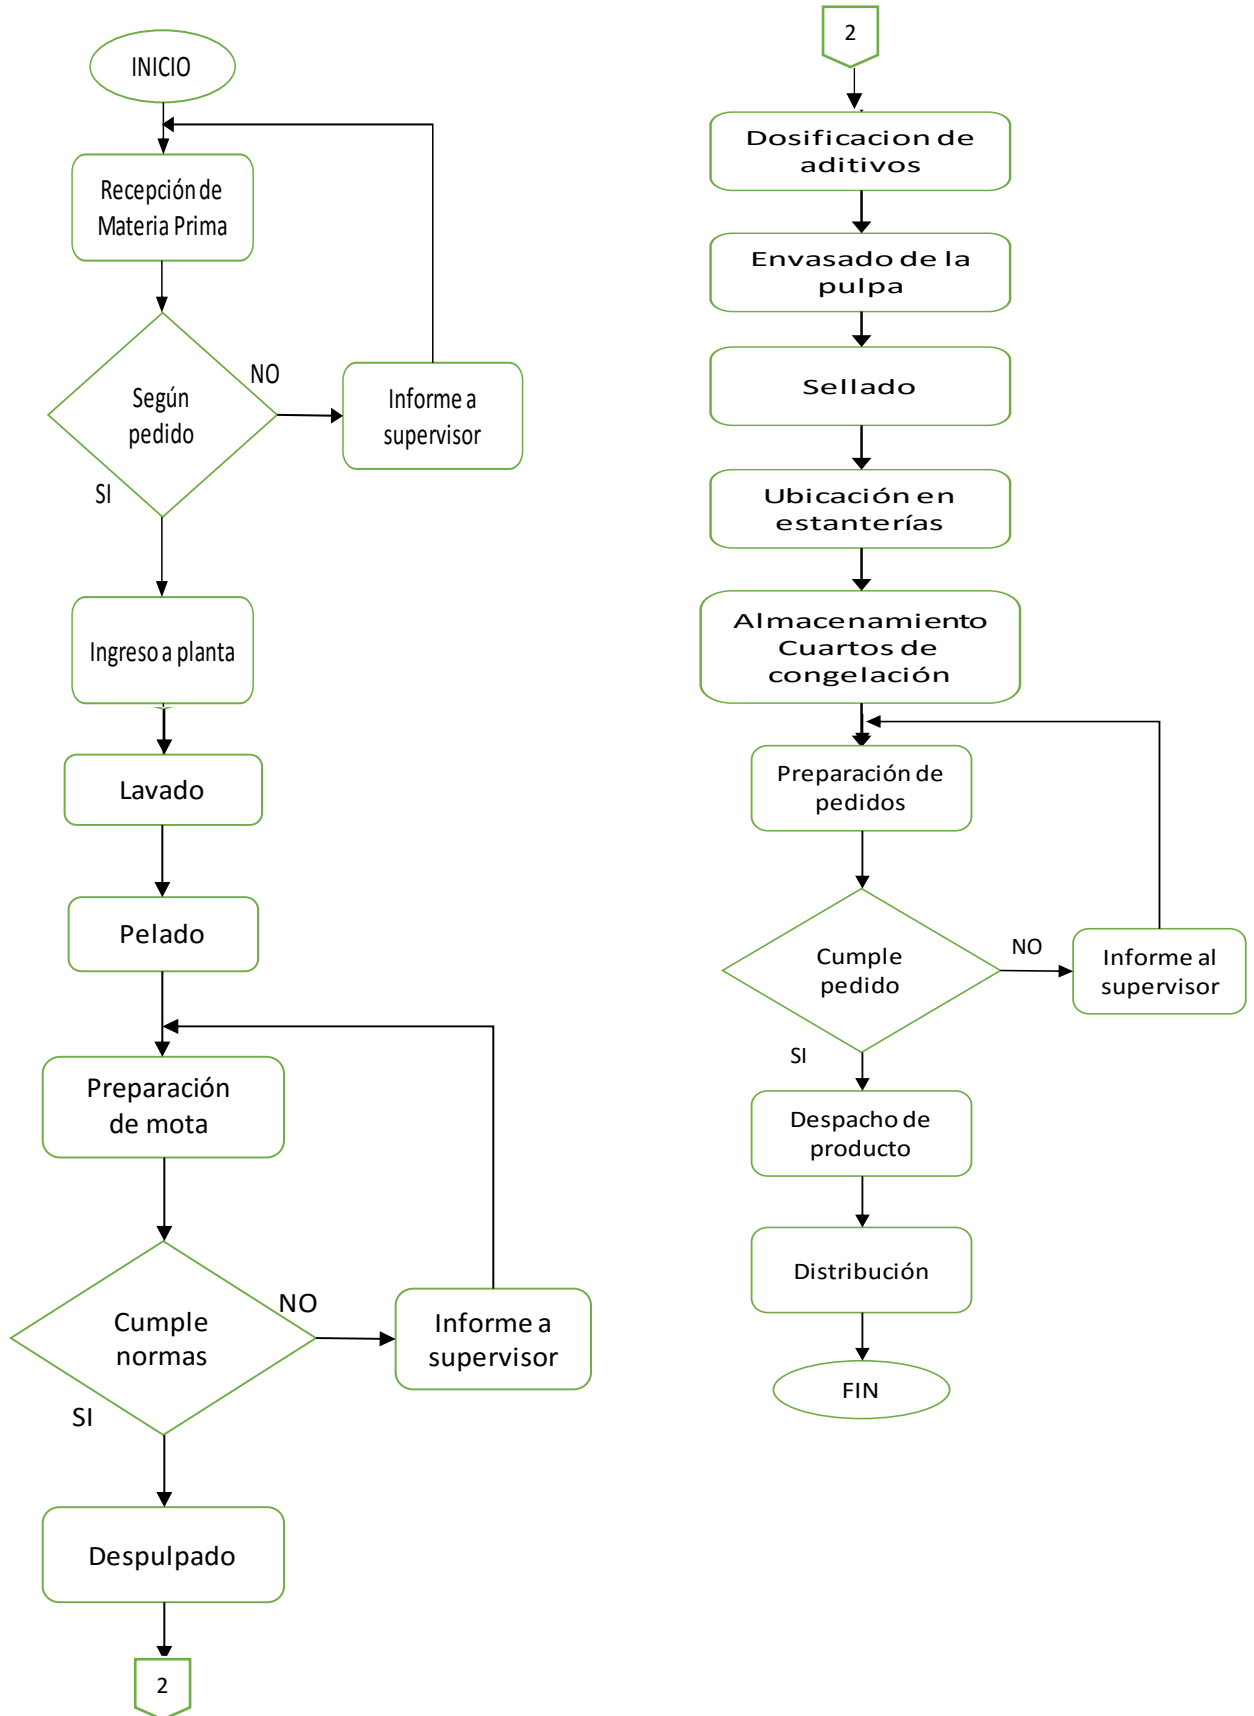 INICIO
Recepción de
Materia Prima
Según
pedido
NO
Informe a
supervisor
SI
Ingreso a planta
Lavado
Pelado
Preparación
de mota
Cumple
normas
NO
Informe a
supervisor
SI
Despulpado
2
2
Dosificacion de
aditivos
Envasado de la
pulpa
Sellado
Ubicación en
estanterías
Almacenamiento
Cuartos de
congelación
Preparación de
pedidos
Cumple
pedido
NO
Informe al
supervisor
SI
Despacho de
producto
Distribución
FIN